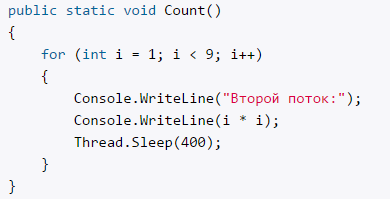 public static void Count()
{
    for (int i = 1; i < 9; i++)
    {
        Console.WriteLine("Второй поток:");
        Console.WriteLine(i * i);
        Thread.Sleep(400);
    }
}